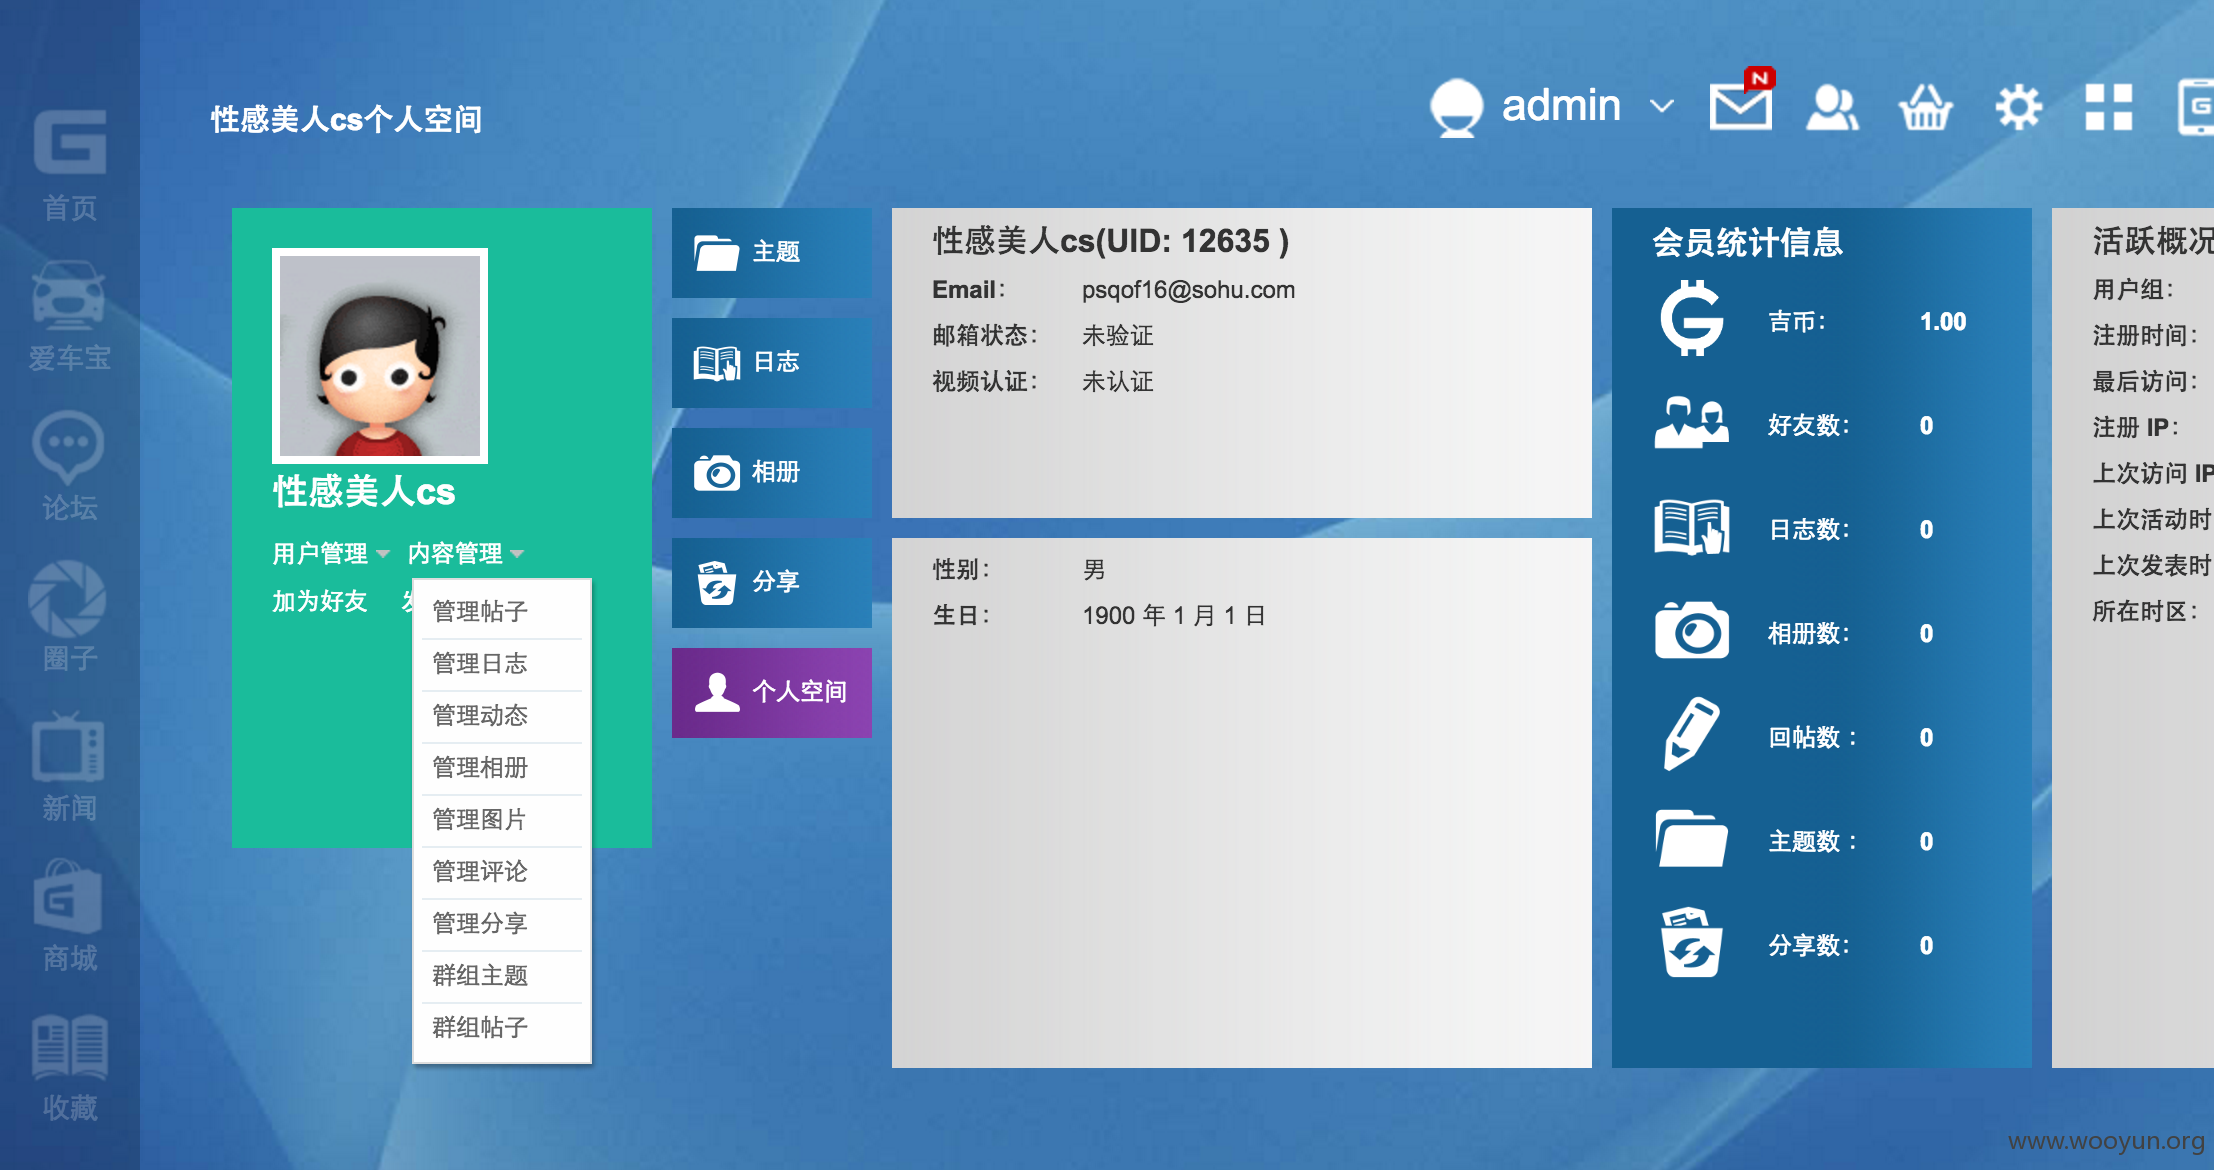 性感美人cs个人空间
admin
N
G
首页
爱车宝
论坛
圈子
新闻
商城
收藏
性感美人cs
用户管理 内容管理
加为好友
管理帖子
管理日志
管理动态
管理相册
管理图片
管理评论
管理分享
群组主题
群组帖子
主题
日志
相册
分享
个人空间
性感美人cs(UID: 12635 )
Email: psqof16@sohu.com
邮箱状态: 未验证
视频认证: 未认证
性别: 男
生日: 1900 年 1 月 1 日
会员统计信息
吉币: 1.00
好友数: 0
日志数: 0
相册数: 0
回帖数 : 0
主题数 : 0
分享数: 0
活跃概况
用户组:
注册时间:
最后访问:
注册 IP:
上次访问 IP
上次活动时
上次发表时
所在时区:
www.wooyun.org